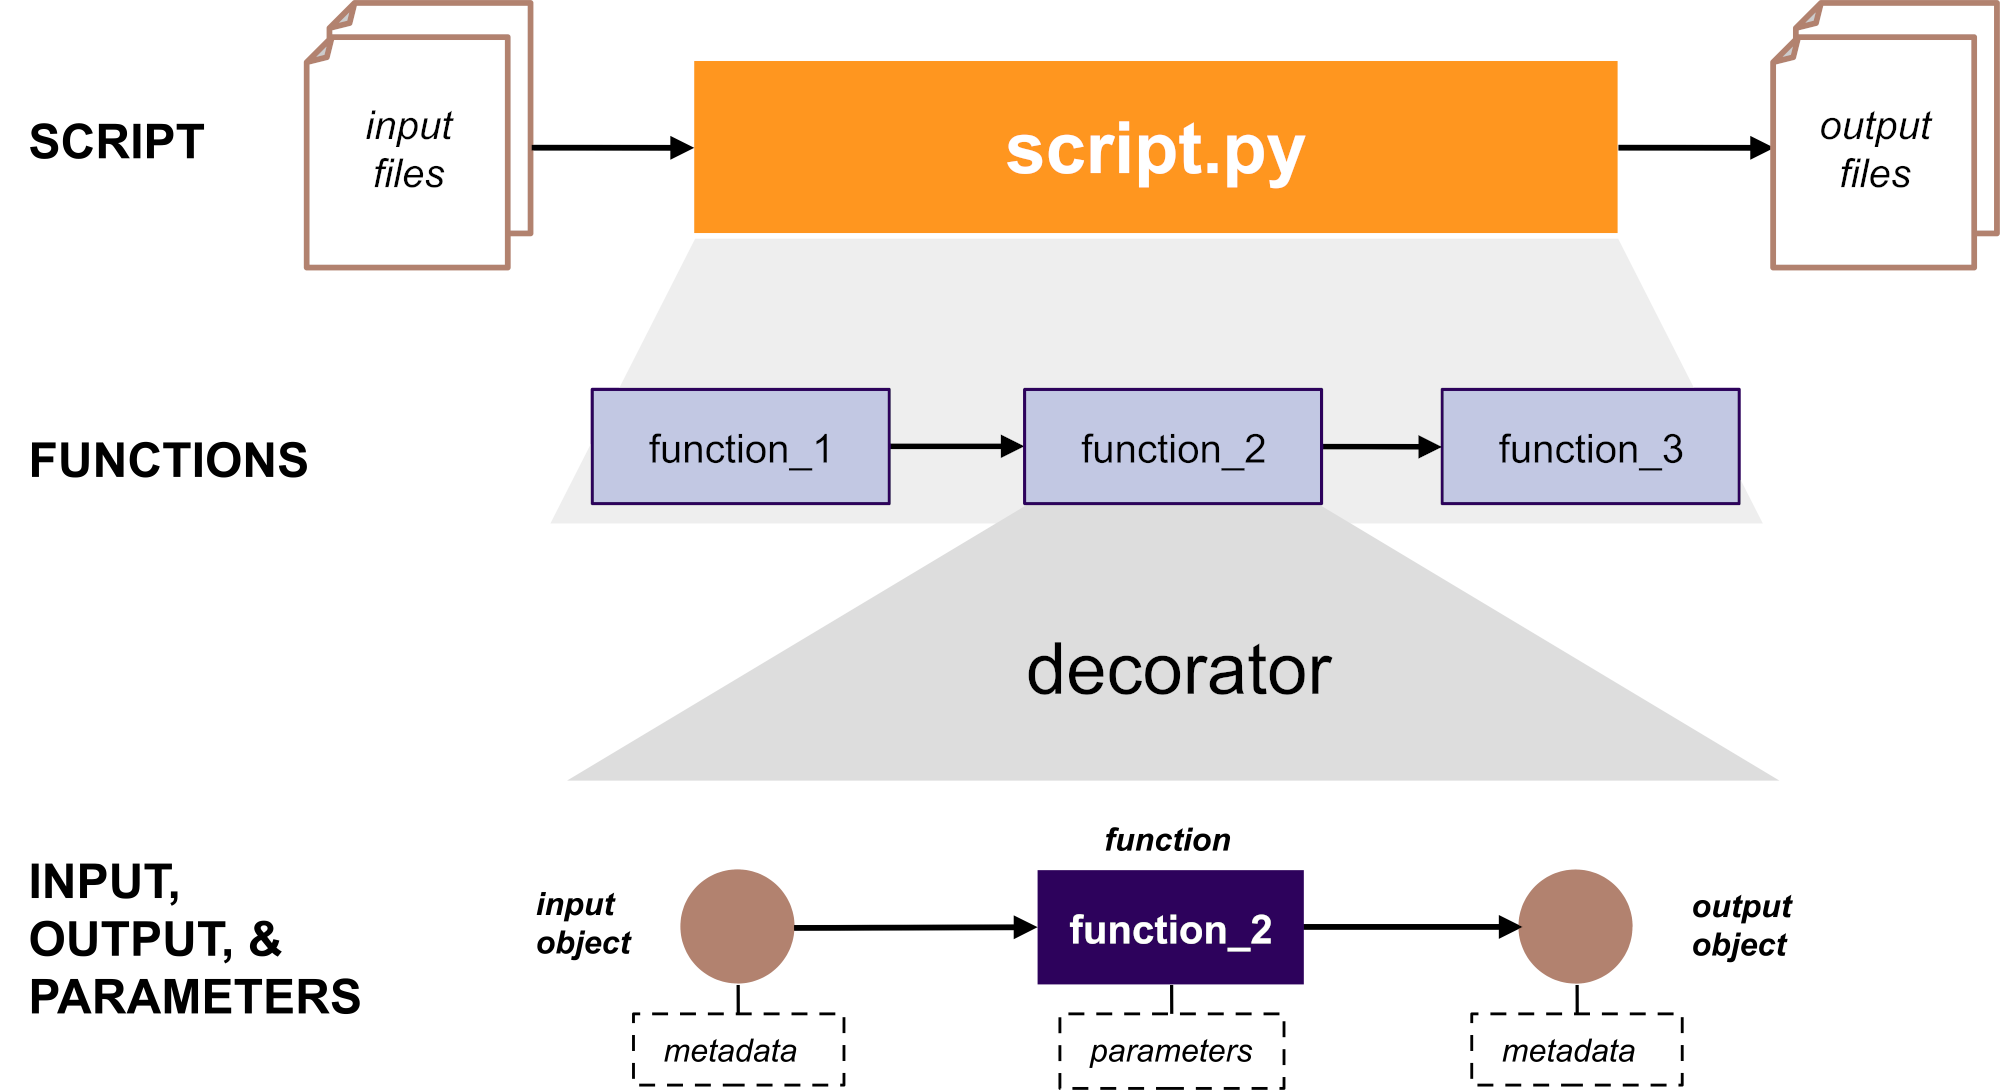 SCRIPT
input
files
script.py
output
files
FUNCTIONS
function_1
function_2
function_3
decorator
INPUT,
OUTPUT, &
PARAMETERS
input
object
function
function_2
output
object
metadata
parameters
metadata